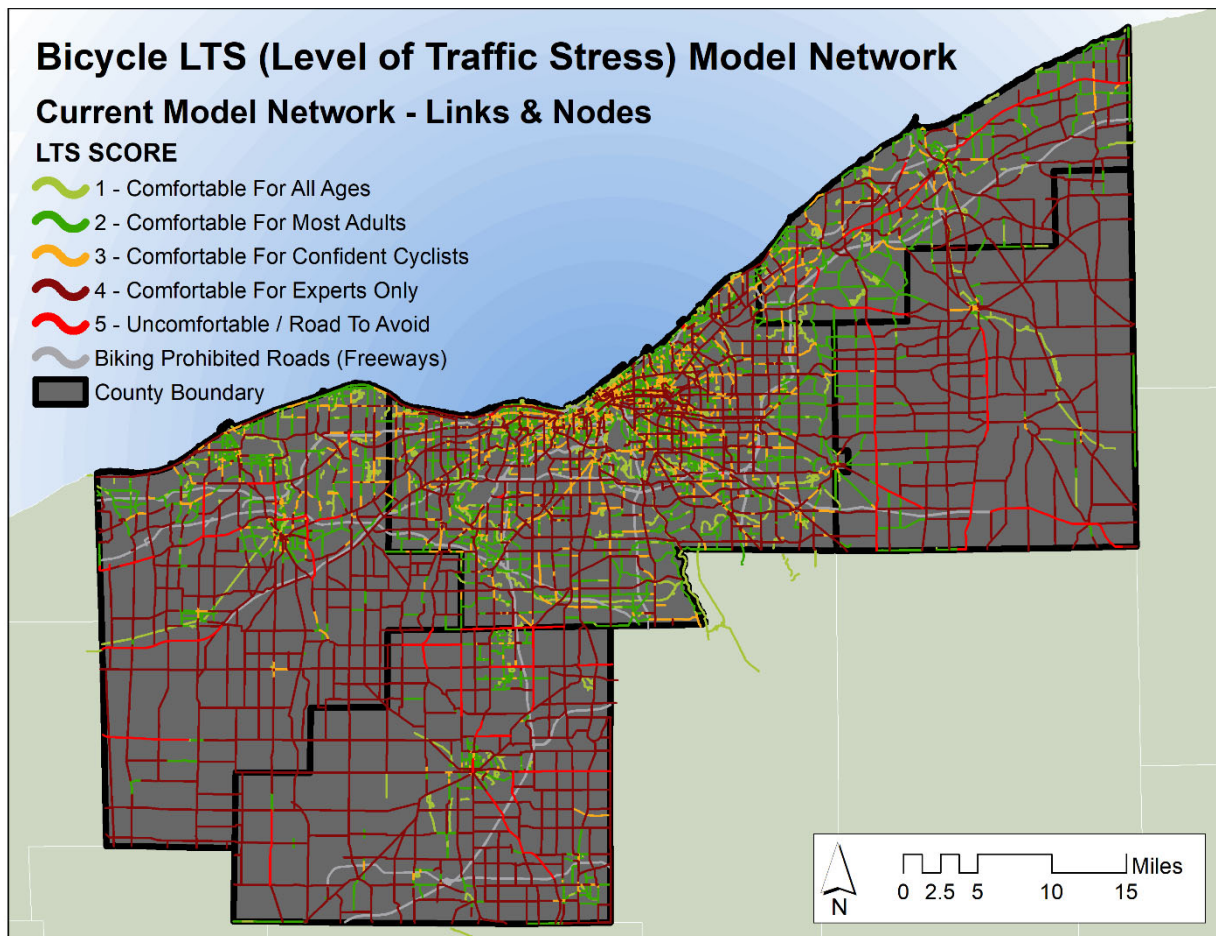 Bicycle LTS (Level of Traffic Stress) Model Network
Current Model Network - Links & Nodes
LTS SCORE
1 - Comfortable For All Ages
2 - Comfortable For Most Adults
3 - Comfortable For Confident Cyclists
4 - Comfortable For Experts Only
5 - Uncomfortable / Road To Avoid
Biking Prohibited Roads (Freeways)
County Boundary
N
Miles
0 2.5 5 10 15